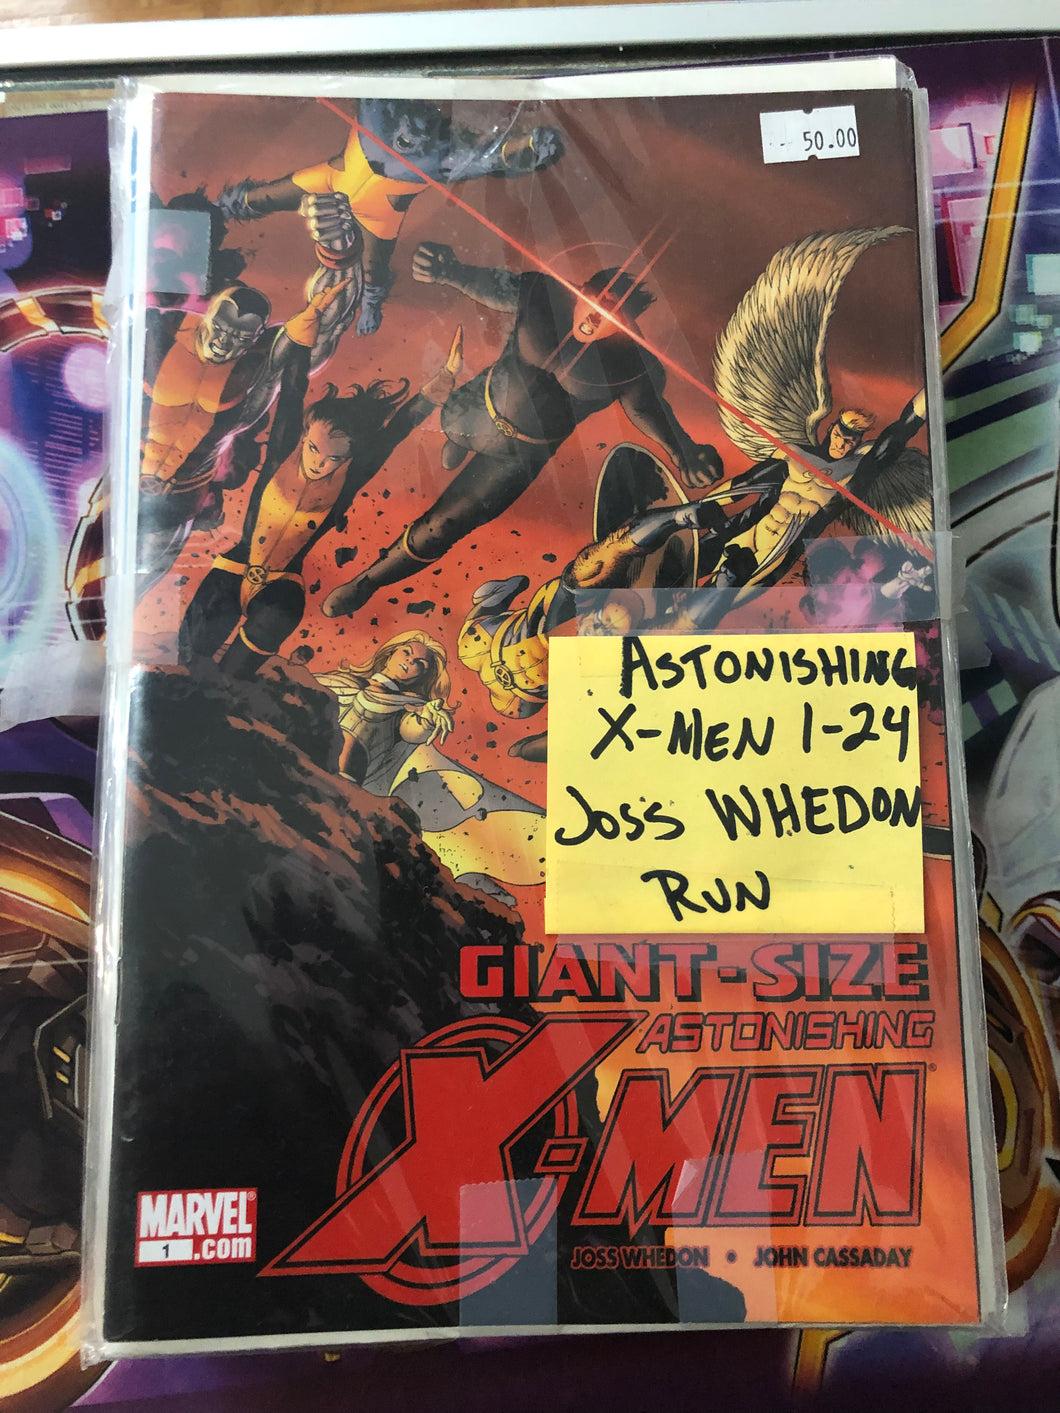 50.00
ASTONISHING
X-MEN 1-24
JOSS WHEDON
RUN
GIANT-SIZE
ASTONISHING
X-MEN
MARVEL
1 .com
JOSS WHEDON • JOHN CASSADAY